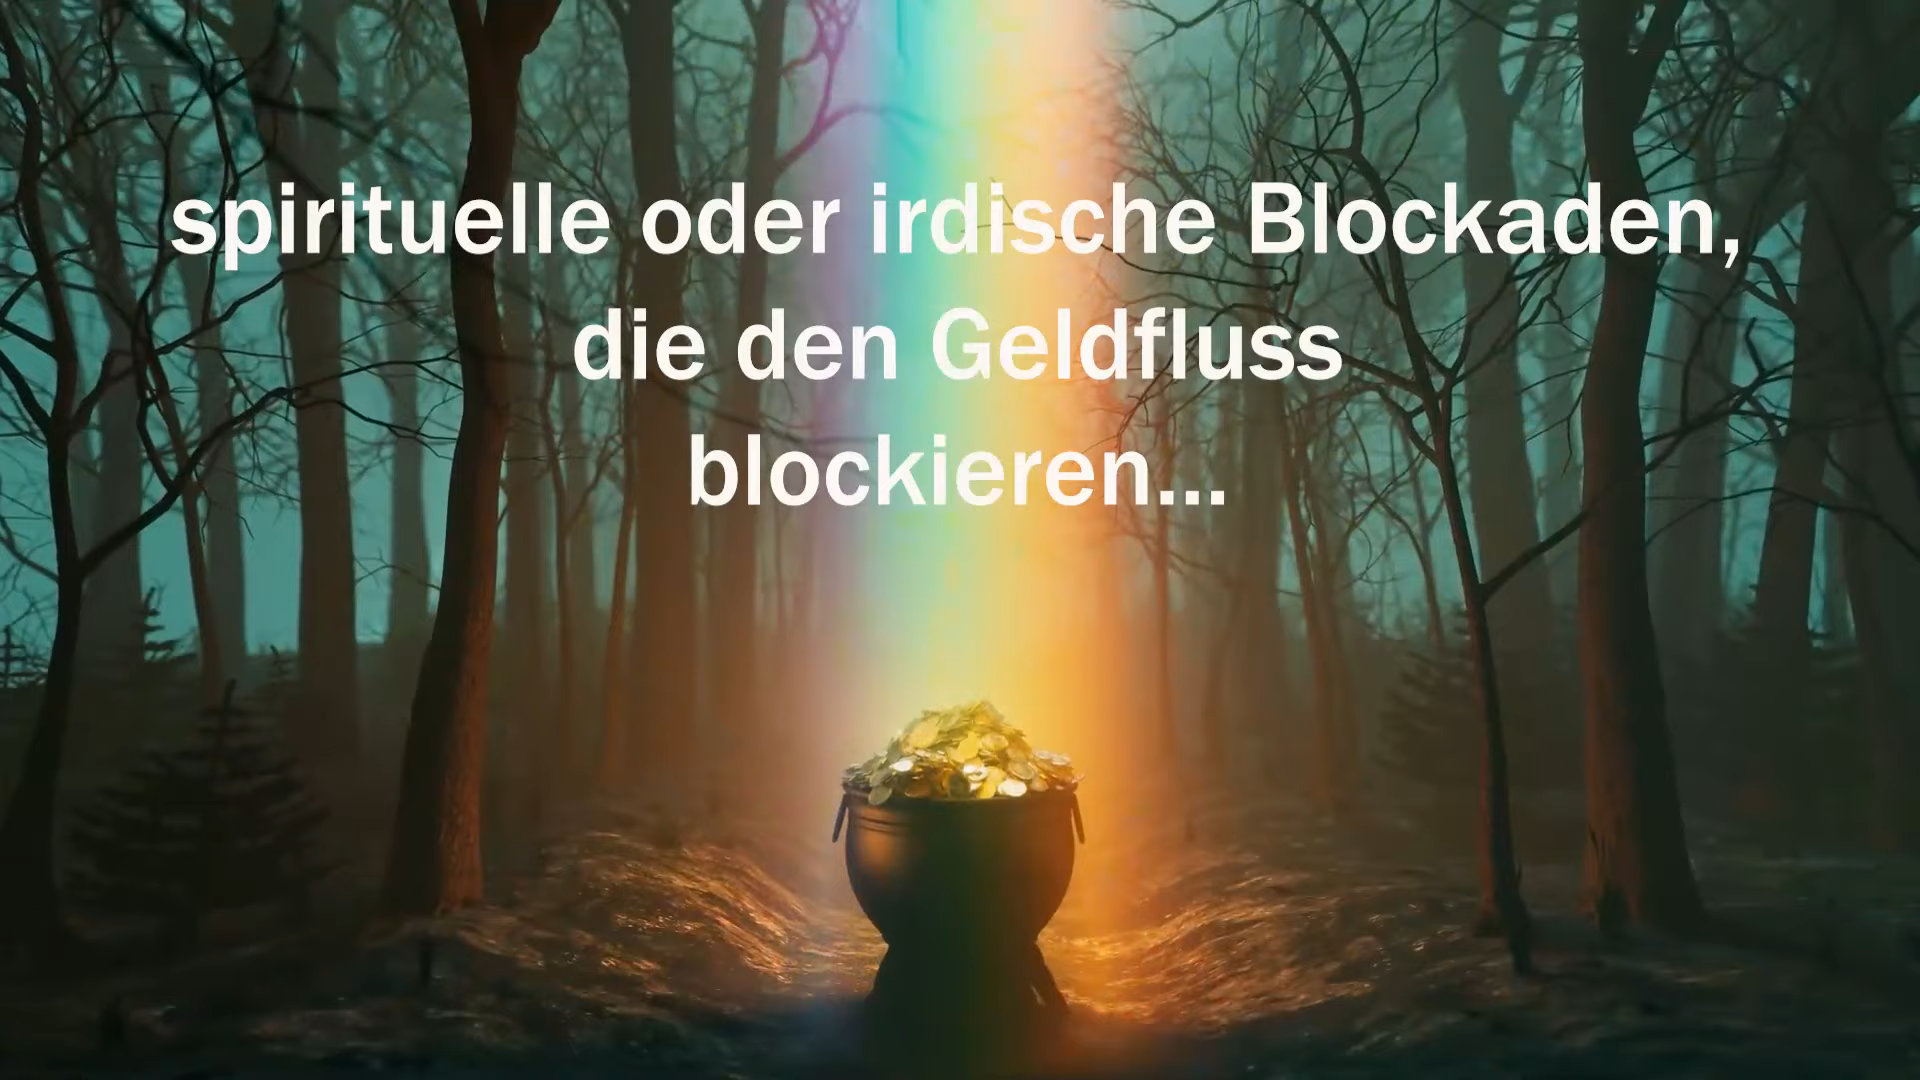 spirituelle oder irdische Blockaden,
die den Geldfluss
blockieren...